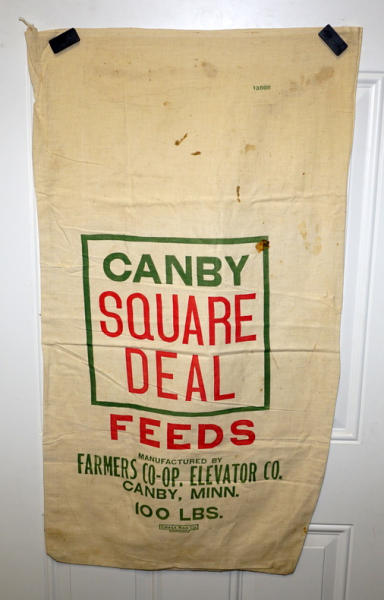 CANBY
SQUARE
DEAL
FEEDS
MANUFACTURED BY
FARMERS CO-OP. ELEVATOR CO.
CANBY, MINN.
100 LBS.